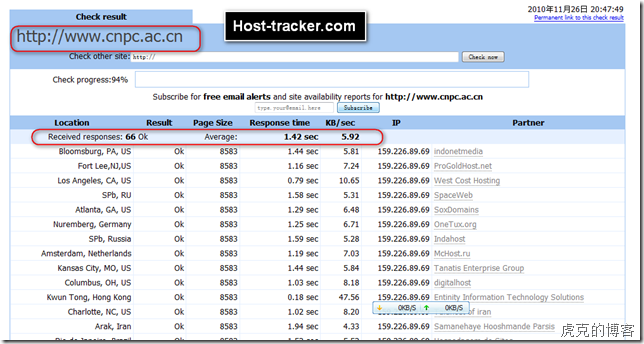 Check result
2010年11月26日 20:47:49
Permanent link to this check result
http://www.cnpc.ac.cn
Host-tracker.com
Check other site: http:// Check now
Check progress:94%
Subscribe for free email alerts and site availability reports for http://www.cnpc.ac.cn
type.your@email.here Subscribe
Location Result Page Size Response time KB/sec IP Partner
Received responses: 66 Ok Average: 1.42 sec 5.92
Bloomsburg, PA, US Ok 8583 1.44 sec 5.81 159.226.89.69 indonetmedia
Fort Lee,NJ,US Ok 8583 1.16 sec 7.24 159.226.89.69 ProGoldHost.net
Los Angeles, CA, US Ok 8583 0.79 sec 10.65 159.226.89.69 West Cost Hosting
SPb, RU Ok 8583 1.58 sec 5.31 159.226.89.69 SpaceWeb
Atlanta, GA, US Ok 8583 1.29 sec 6.48 159.226.89.69 SoxDomains
Nuremberg, Germany Ok 8583 1.25 sec 6.71 159.226.89.69 OneTux.org
SPb, Russia Ok 8583 1.59 sec 5.28 159.226.89.69 Indahost
Amsterdam, Netherlands Ok 8583 1.19 sec 7.03 159.226.89.69 McHost.ru
Kansas City, MO, US Ok 8583 1.44 sec 5.84 159.226.89.69 Tanatis Enterprise Group
Columbus, OH, US Ok 8583 1.03 sec 8.18 159.226.89.69 digitalhost
Kwun Tong, Hong Kong Ok 8583 0.18 sec 47.56 159.226.89.69 Entinity Information Technology Solutions
0KB/S 0KB/S
Charlotte, NC, US Ok 8583 1.02 sec 8.20 159.226.89.69 of iran
Arak, Iran Ok 8583 1.94 sec 4.33 159.226.89.69 Samanehaye Hooshmande Parsis
虎克的博客